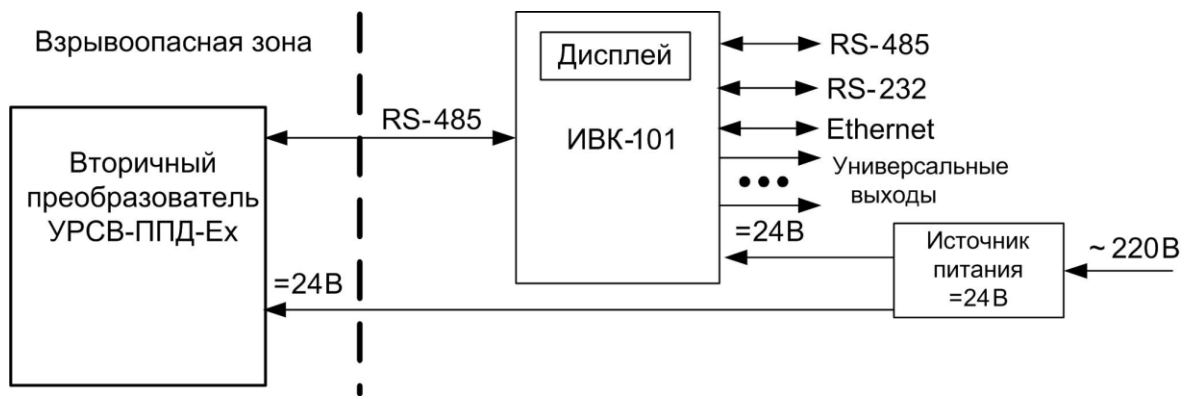 Взрывоопасная зона
Вторичный
преобразователь
УРСВ-ППД-Ex
RS-485
=24В
Дисплей
ИВК-101
RS-485
RS-232
Ethernet
Универсальные
выходы
=24В
Источник
питания
=24В
~220В